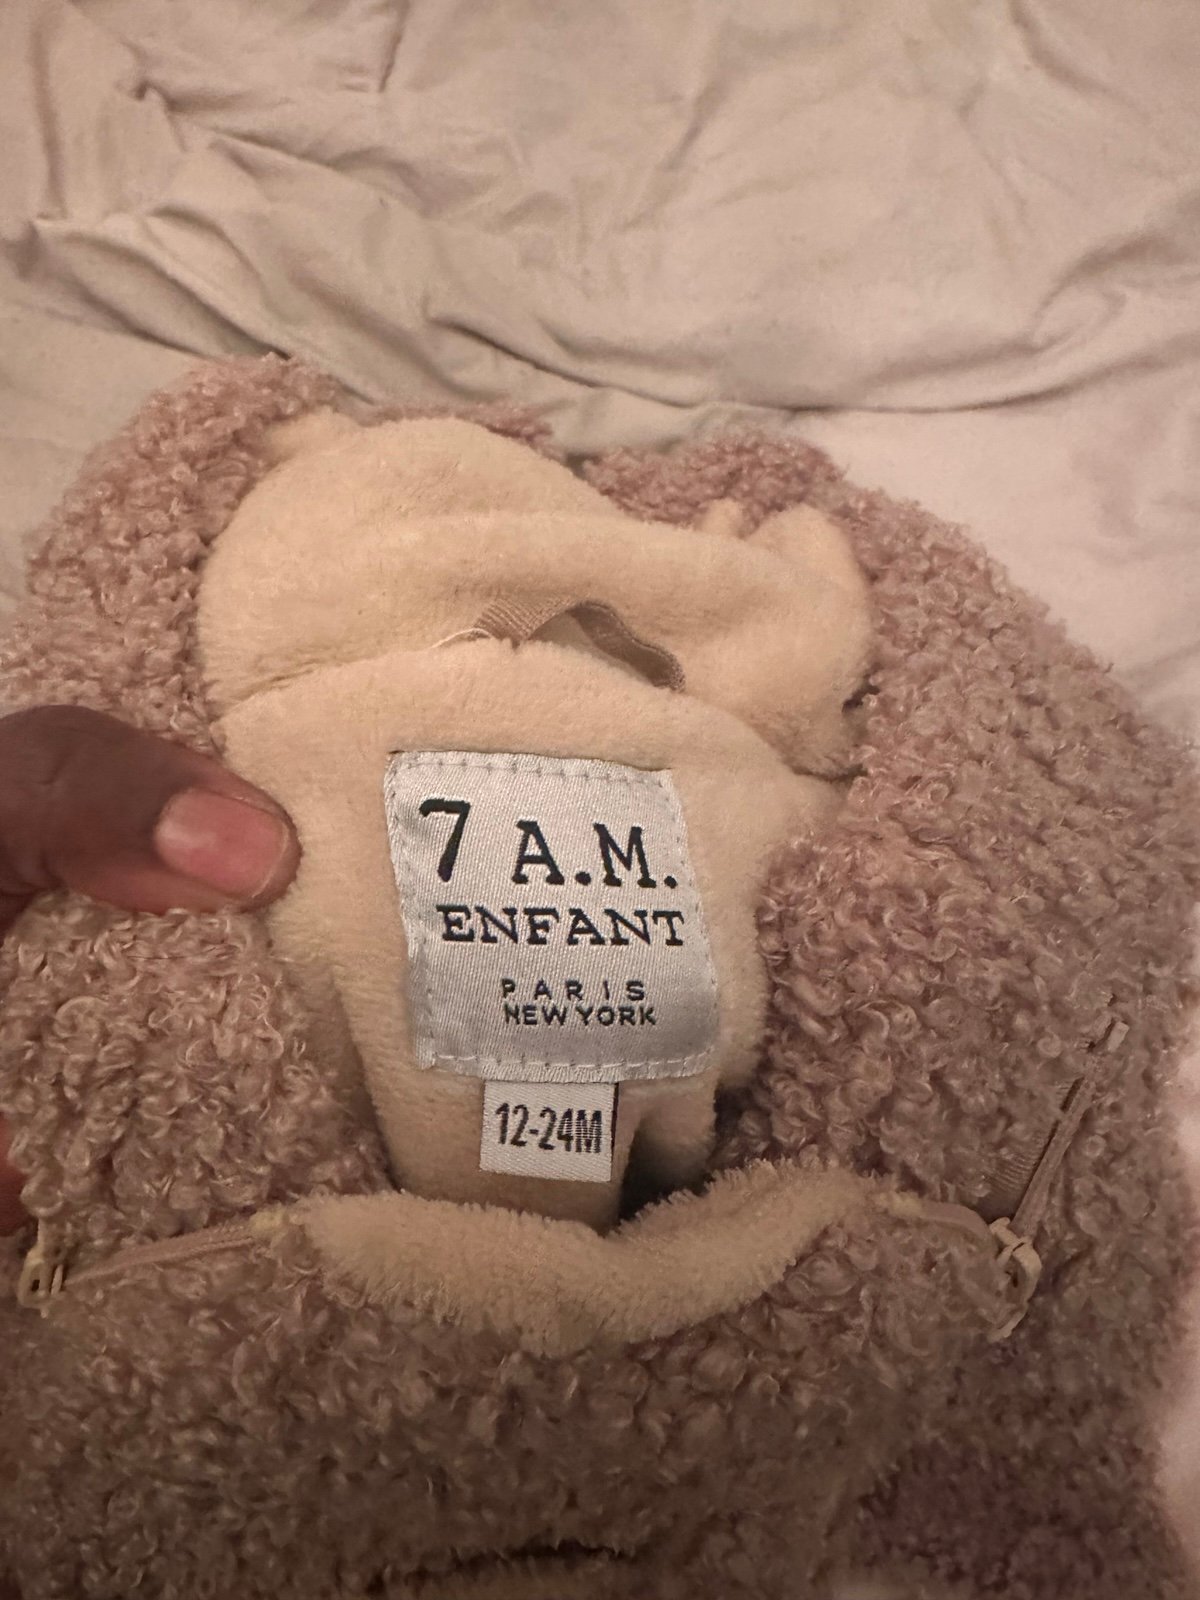 7 A.M.
ENFANT
PARIS
NEW YORK
12-24M